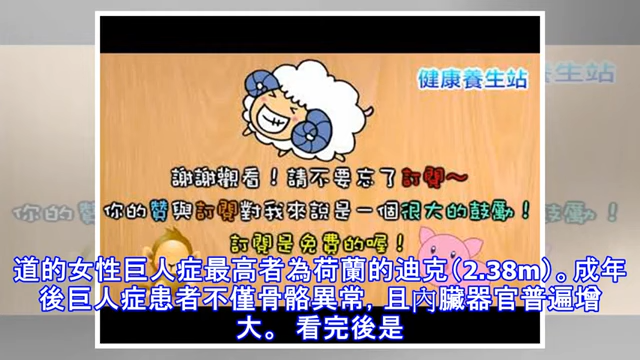 健康養生站
謝謝觀看！請不要忘了訂閱～
你的贊與訂閱對我來說是一個很大的鼓勵！
訂閱是免費的喔！
道的女性巨人症最高者為荷蘭的迪克（2.38m）。成年
後巨人症患者不僅骨骼異常，且內臟器官普遍增
大。 看完後是